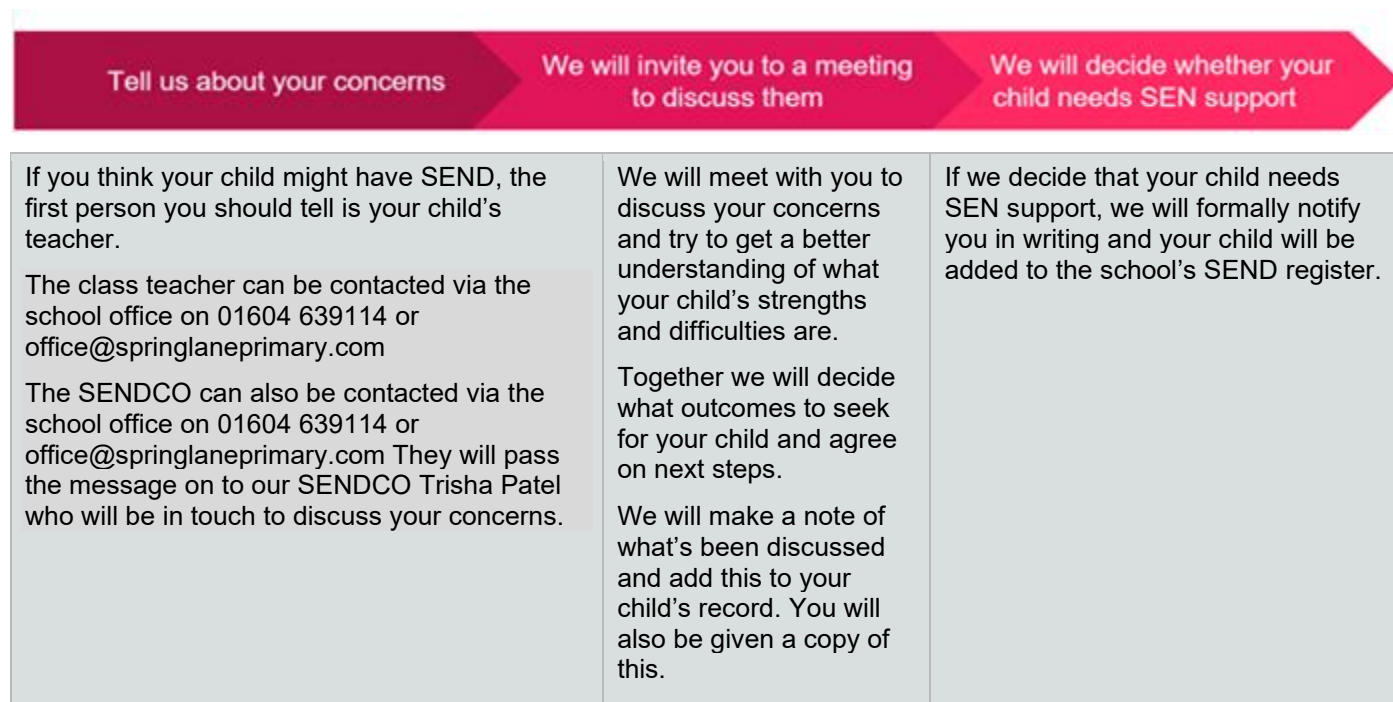 Tell us about your concerns
We will invite you to a meeting
to discuss them
We will decide whether your
child needs SEN support
If you think your child might have SEND, the
first person you should tell is your child's
teacher.
The class teacher can be contacted via the
school office on 01604 639114 or
office@springlaneprimary.com
The SENDCO can also be contacted via the
school office on 01604 639114 or
office@springlaneprimary.com They will pass
the message on to our SENDCO Trisha Patel
who will be in touch to discuss your concerns.
We will meet with you to
discuss your concerns
and try to get a better
understanding of what
your child's strengths
and difficulties are.
Together we will decide
what outcomes to seek
for your child and agree
on next steps.
We will make a note of
what's been discussed
and add this to your
child's record. You will
also be given a copy of
this.
If we decide that your child needs
SEN support, we will formally notify
you in writing and your child will be
added to the school's SEND register.